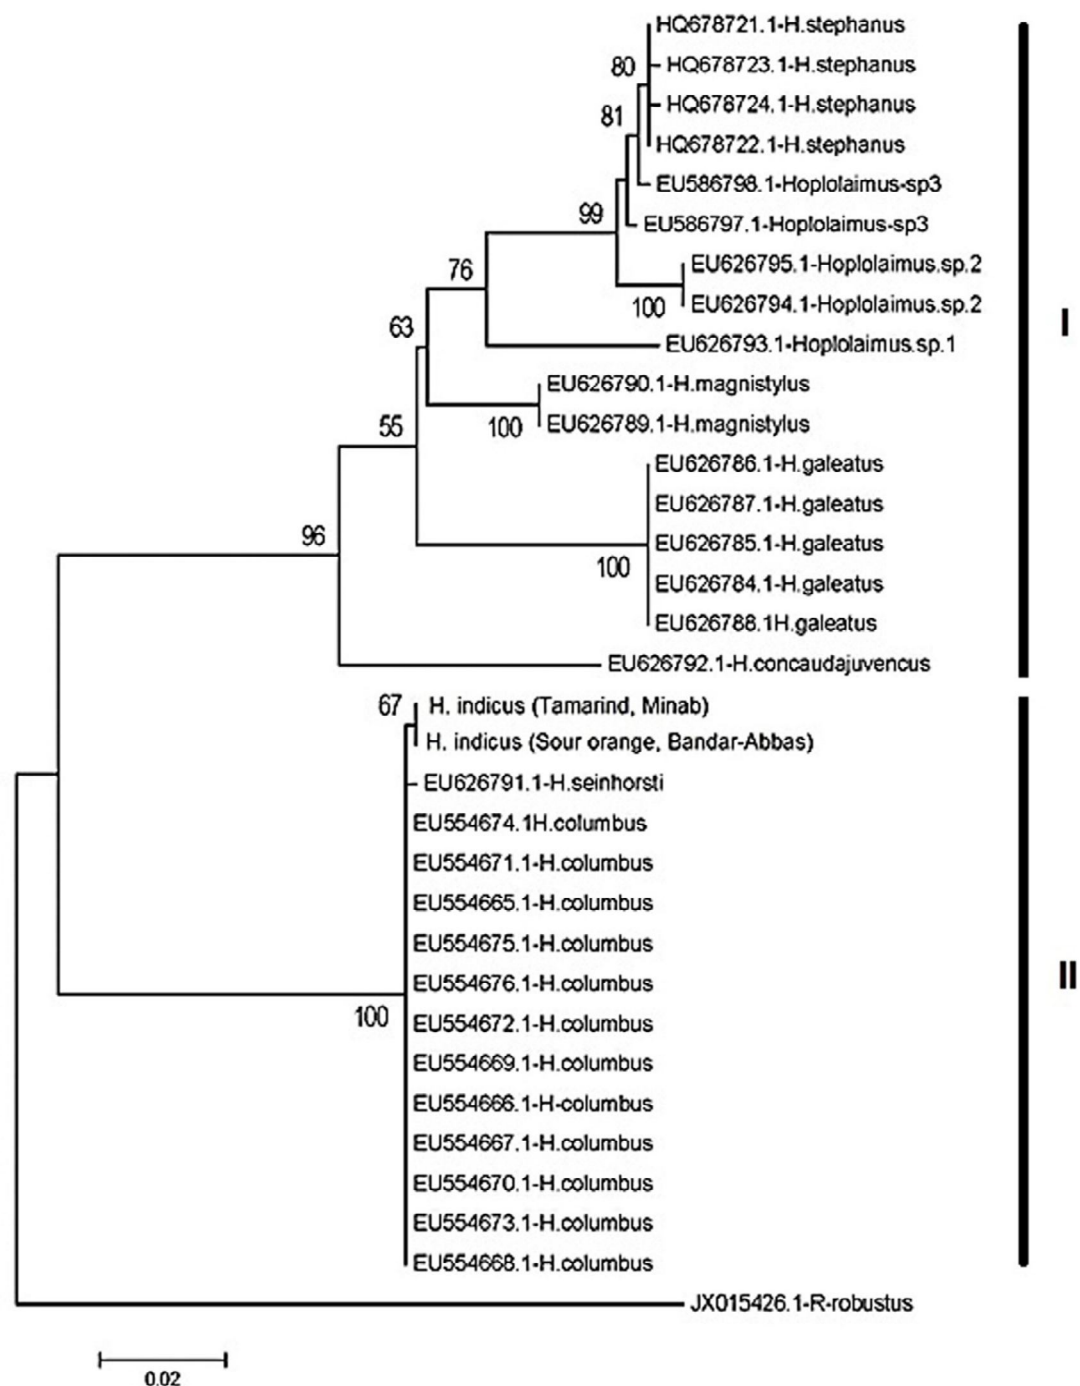 HQ678721.1-H.stephanus
80
HQ678723.1-H.stephanus
HQ678724.1-H.stephanus
81
HQ678722.1-H.stephanus
EU586798.1-Hoplolaimus-sp3
99
EU586797.1-Hoplolaimus-sp3
76
EU626795.1-Hoplolaimus.sp.2
100
EU626794.1-Hoplolaimus.sp.2
I
63
EU626793.1-Hoplolaimus.sp.1
EU626790.1-H.magnistylus
55
100
EU626789.1-H.magnistylus
EU626786.1-H.galeatus
EU626787.1-H.galeatus
96
EU626785.1-H.galeatus
100
EU626784.1-H.galeatus
EU626788.1H.galeatus
EU626792.1-H.concaudajuvencus
67
H. indicus (Tamarind, Minab)
H. indicus (Sour orange, Bandar-Abbas)
EU626791.1-H.seinhorsti
EU554674.1H.columbus
EU554671.1-H.columbus
EU554665.1-H.columbus
EU554675.1-H.columbus
II
EU554676.1-H.columbus
100
EU554672.1-H.columbus
EU554669.1-H.columbus
EU554666.1-H-columbus
EU554667.1-H.columbus
EU554670.1-H.columbus
EU554673.1-H.columbus
EU554668.1-H.columbus
JX015426.1-R-robustus
0.02